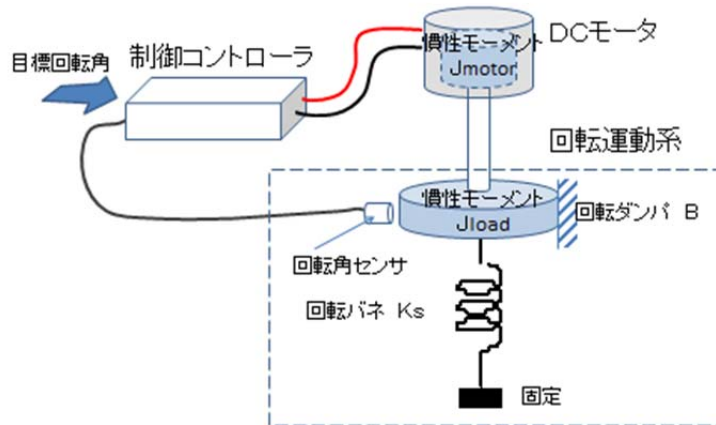 目標回転角
制御コントローラ
慣性モーメント
Jmotor
DCモータ
回転運動系
慣性モーメント
Jload
回転ダンパ B
回転角センサ
回転バネ Ks
固定